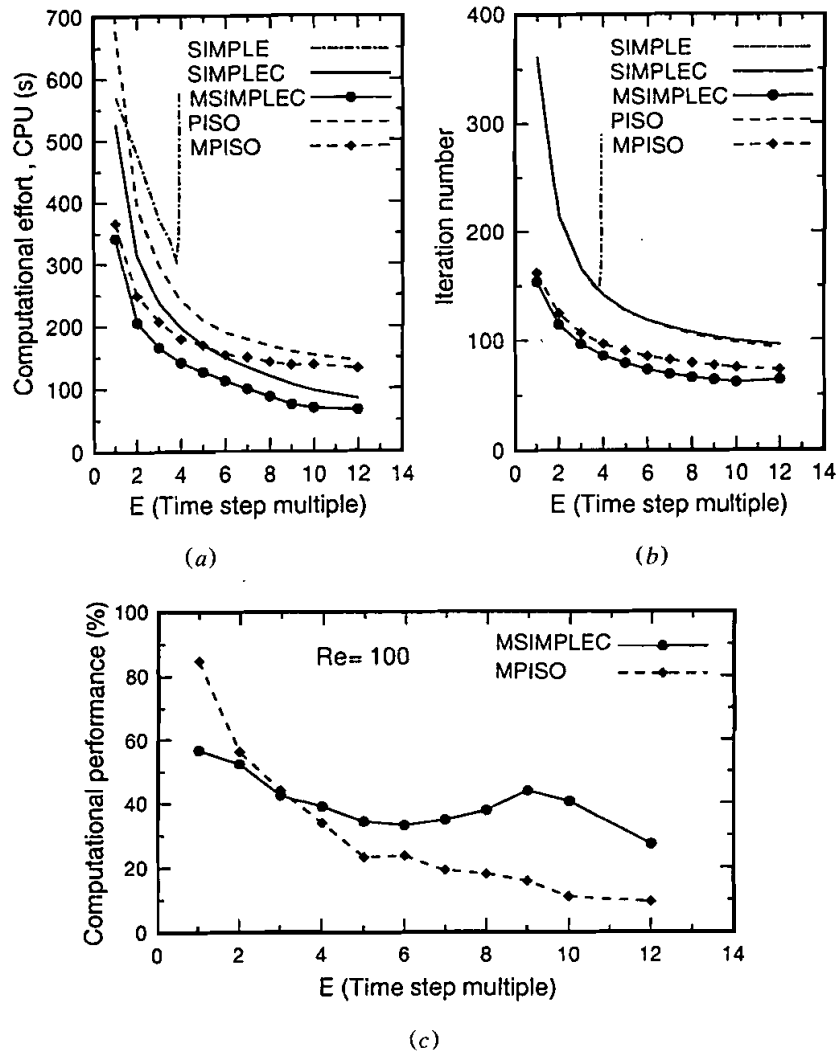 Computational effort , CPU (s)
700
600
500
400
300
200
100
0
SIMPLE
SIMPLEC
MSIMPLEC
PISO
MPISO
0 2 4 6 8 10 12 14
E (Time step multiple)
(a)
Iteration number
400
300
200
100
0
SIMPLE
SIMPLEC
MSIMPLEC
PISO
MPISO
0 2 4 6 8 10 12 14
E (Time step multiple)
(b)
Computational performance (%)
100
80
60
40
20
0
Re= 100
MSIMPLEC
MPISO
0 2 4 6 8 10 12 14
E (Time step multiple)
(c)